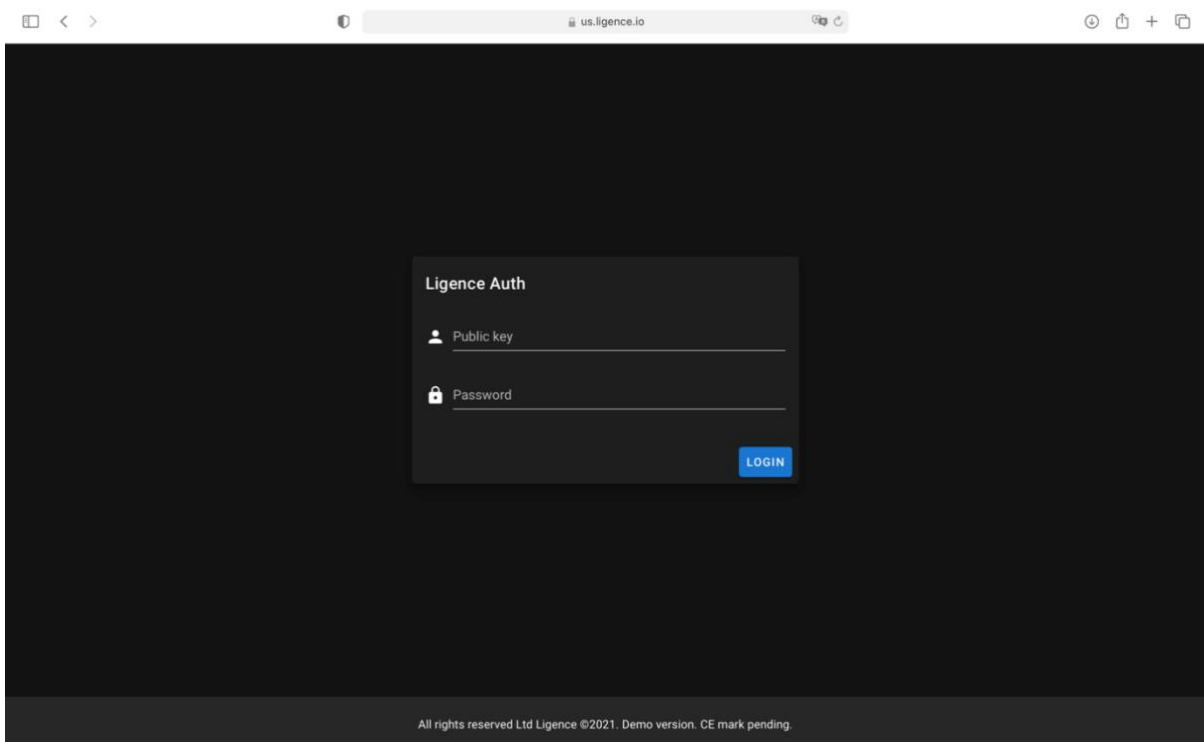 us.ligence.io
Ligence Auth
Public key
Password
LOGIN
All rights reserved Ltd Ligence ©2021. Demo version. CE mark pending.